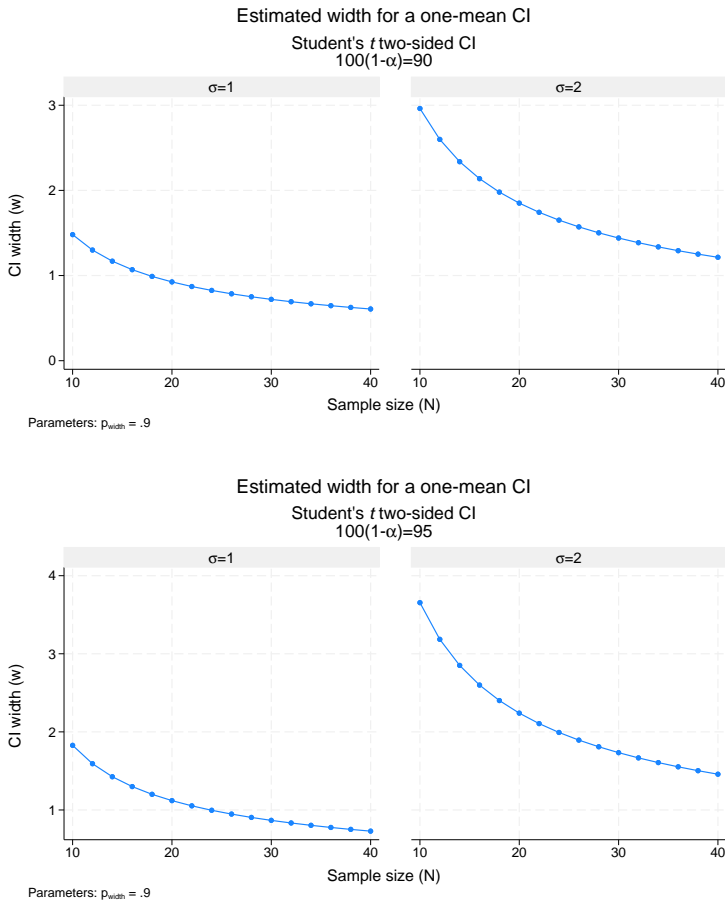 Estimated width for a one-mean CI
Student's t two-sided CI
100(1-α)=90
σ=1
σ=2
3
2
1
0
CI width (w)
10
20
30
40
10
20
30
40
Sample size (N)
Parameters: pwidth = .9
Estimated width for a one-mean CI
Student's t two-sided CI
100(1-α)=95
σ=1
σ=2
4
3
2
1
CI width (w)
10
20
30
40
10
20
30
40
Sample size (N)
Parameters: pwidth = .9